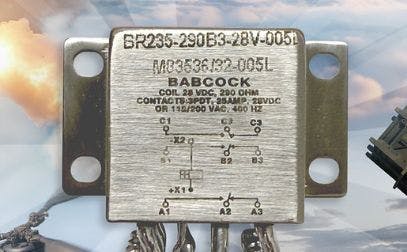 BR235-290B3-28V-005L
M83536/32-005L
BABCOCK
COIL 28 VDC, 290 OHM
CONTACTS:3PDT, 25AMP, 28VDC
OR 115/200 VAC, 400 HZ
C1 C2 C3
X2
B1 B2 B3
+X1
A1 A2 A3